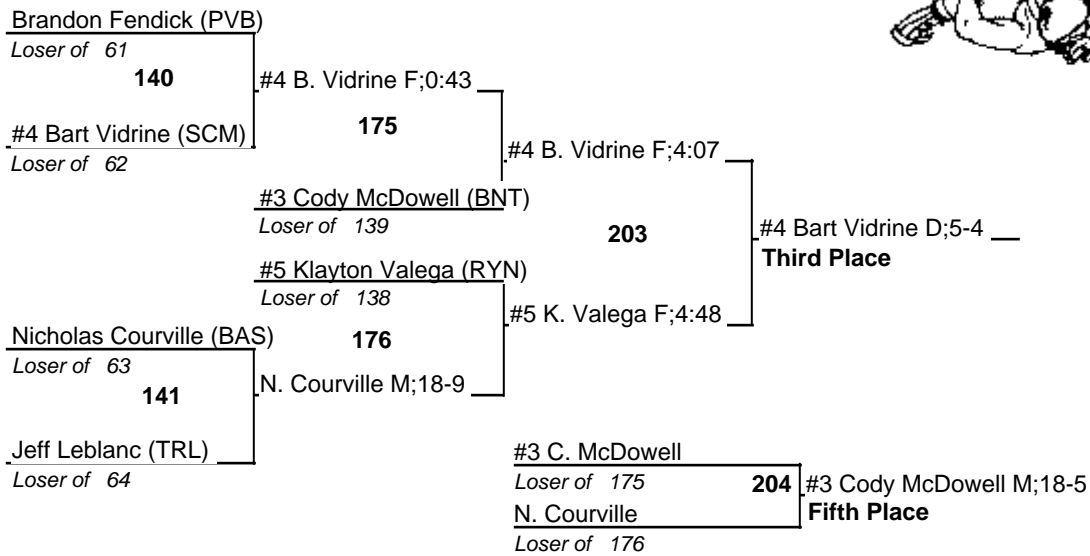 Brandon Fendick (PVB)
Loser of 61
140
#4 B. Vidrine F;0:43
#4 Bart Vidrine (SCM)
Loser of 62
175
#4 B. Vidrine F;4:07
#3 Cody McDowell (BNT)
Loser of 139
203
#4 Bart Vidrine D;5-4
Third Place
#5 Klayton Valega (RYN)
Loser of 138
#5 K. Valega F;4:48
Nicholas Courville (BAS)
Loser of 63
176
141
N. Courville M;18-9
Jeff Leblanc (TRL)
Loser of 64
#3 C. McDowell
Loser of 175
204
#3 Cody McDowell M;18-5
Fifth Place
N. Courville
Loser of 176